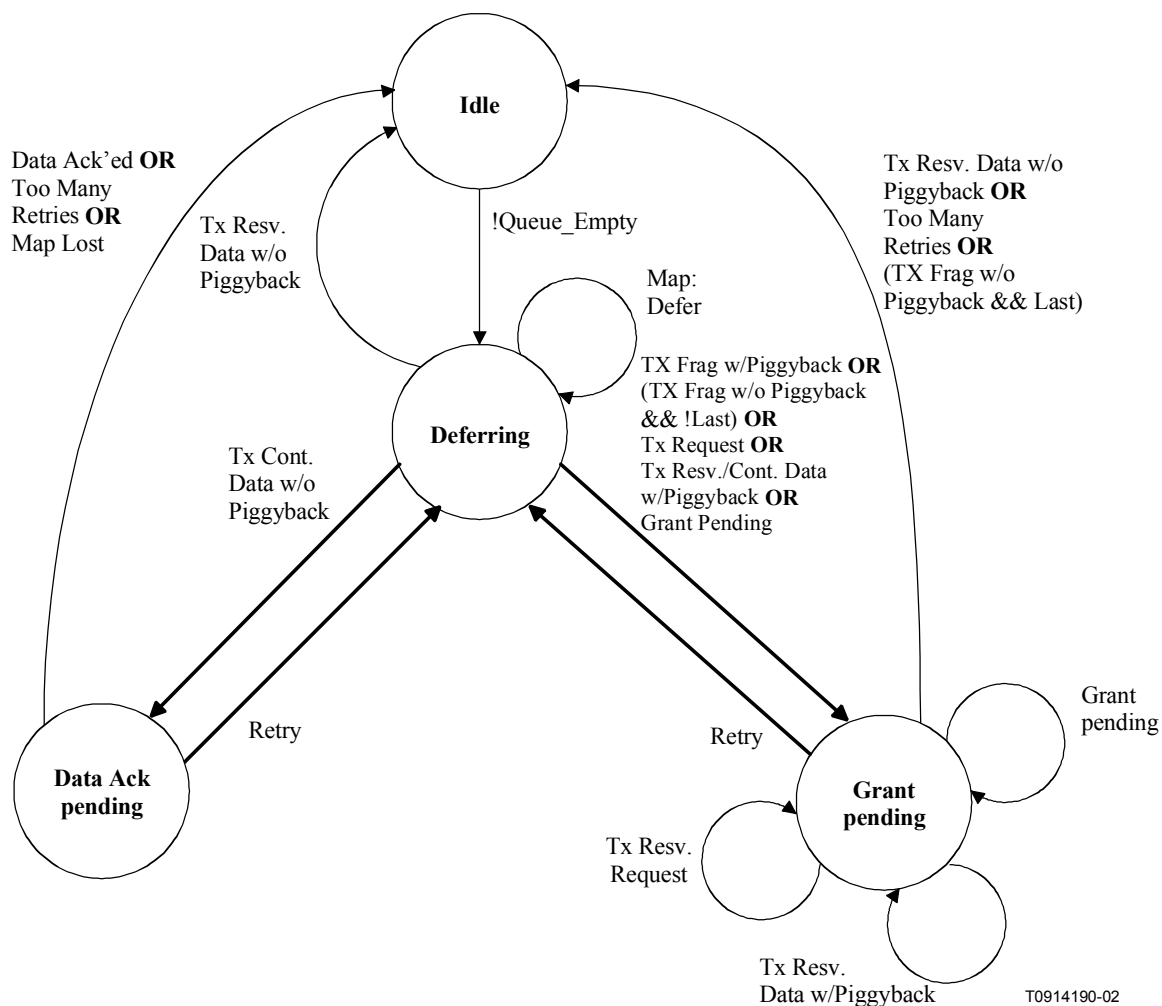 Idle
Data Ack'ed OR
Too Many
Retries OR
Map Lost
Tx Resv.
Data w/o
Piggyback
!Queue_Empty
Tx Resv. Data w/o
Piggyback OR
Too Many
Retries OR
(TX Frag w/o
Piggyback && Last)
Map:
Defer
Deferring
TX Frag w/Piggyback OR
(TX Frag w/o Piggyback
&& !Last) OR
Tx Request OR
Tx Resv./Cont. Data
w/Piggyback OR
Grant Pending
Tx Cont.
Data w/o
Piggyback
Retry
Retry
Grant
pending
Data Ack
pending
Grant
pending
Tx Resv.
Request
Tx Resv.
Data w/Piggyback
T0914190-02